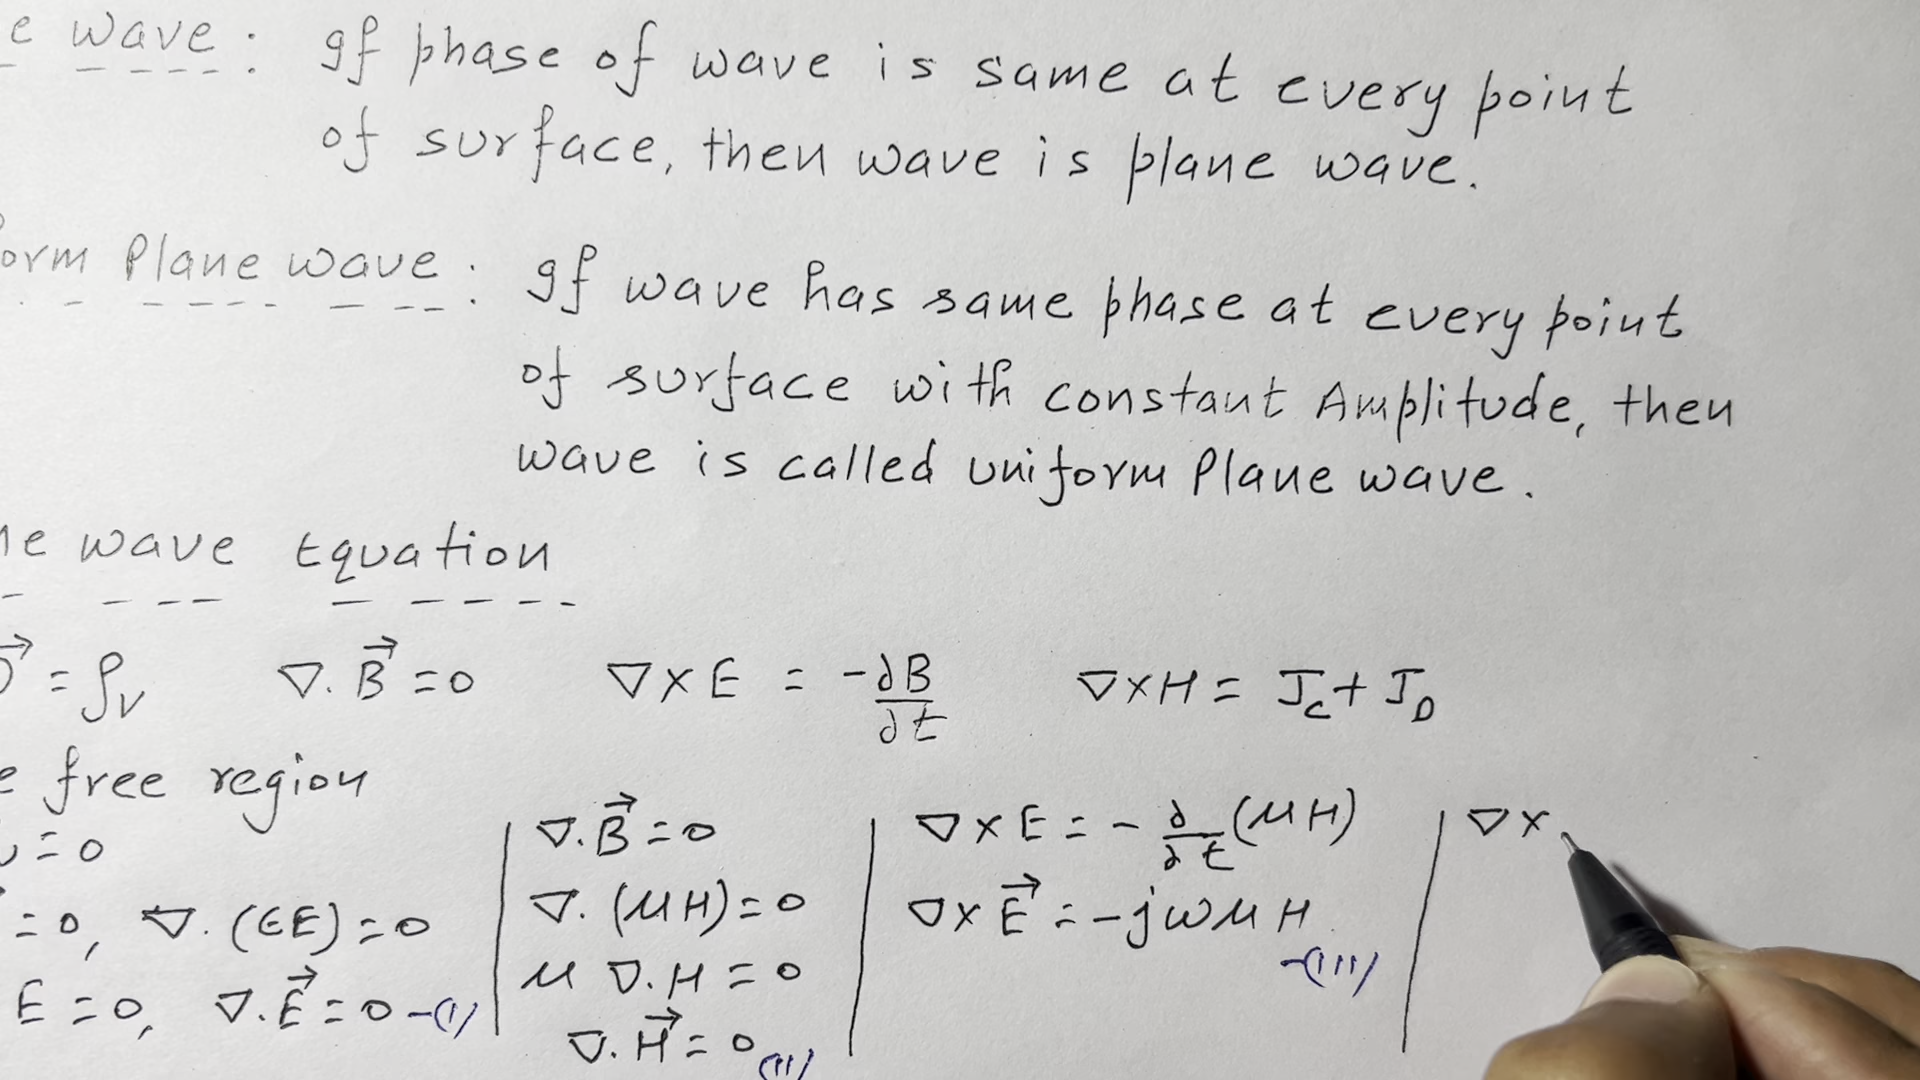 e wave : If phase of wave is same at every point
of surface, then wave is plane wave.
orm Plane wave : If wave has same phase at every point
of surface with constant Amplitude, then
wave is called uniform Plane wave.
ne wave Equation
D⃗ = ρᵥ ∇. B⃗ = 0 ∇×E = -∂B/∂t ∇×H = J_C + J_D
e free region
= 0
= 0, ∇. (∈E) = 0
E = 0, ∇. E⃗ = 0 -(I)
∇. B⃗ = 0
∇. (μH) = 0
μ ∇. H = 0
∇. H⃗ = 0 (II)
∇×E = - ∂/∂t (μH)
∇×E⃗ = -jωμH
-(III)
∇×